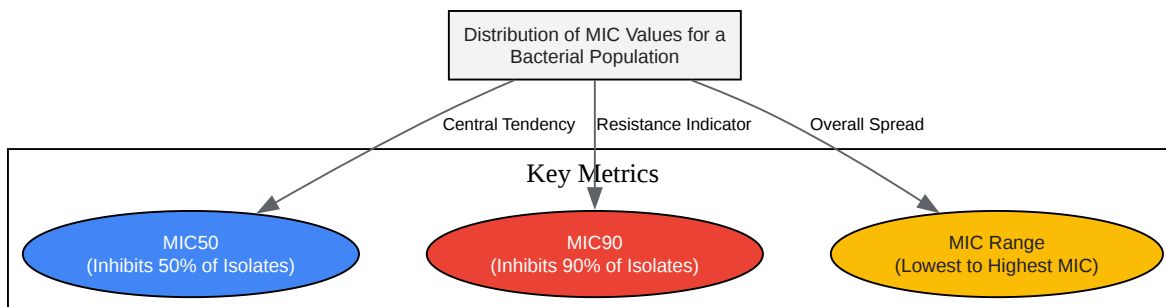 Distribution of MIC Values for a
Bacterial Population
Central Tendency
Resistance Indicator
Overall Spread
Key Metrics
MIC50
(Inhibits 50% of Isolates)
MIC90
(Inhibits 90% of Isolates)
MIC Range
(Lowest to Highest MIC)